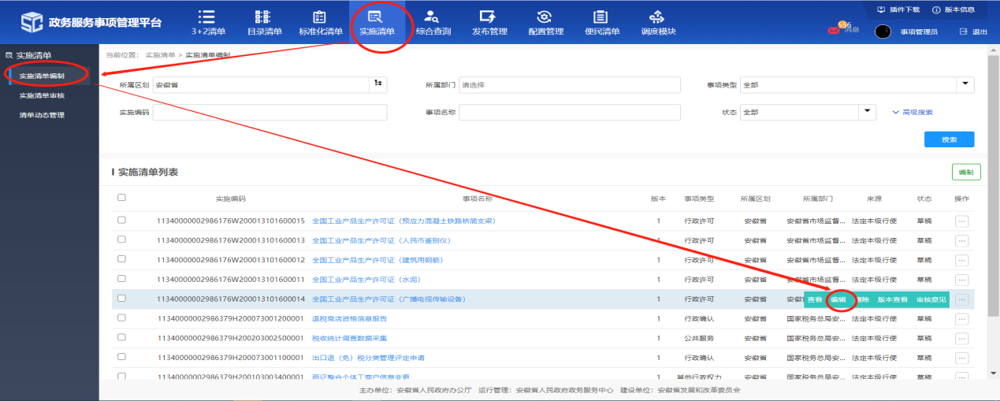 插件下载 版本信息
政务服务事项管理平台
3+2清单 目录清单 标准化清单 实施清单 综合查询 发布管理 配置管理 便民清单 调度模块
556 消息 事项管理员 退出
实施清单
实施清单编制
实施清单审核
清单动态管理
当前位置： 实施清单 > 实施清单编制
所属区划 安徽省 所属部门 请选择 事项类型 全部
实施编码 事项名称 状态 全部 高级搜索
搜索
实施清单列表 编制
实施编码 事项名称 版本 事项类型 所属区划 所属部门 来源 状态 操作
11340000002986176W200013101600015 全国工业产品生产许可证（预应力混凝土铁路桥简支梁） 1 行政许可 安徽省 安徽省市场监督... 法定本级行使 草稿 ...
11340000002986176W200013101600013 全国工业产品生产许可证（人民币鉴别仪） 1 行政许可 安徽省 安徽省市场监督... 法定本级行使 草稿 ...
11340000002986176W200013101600012 全国工业产品生产许可证（建筑用钢筋） 1 行政许可 安徽省 安徽省市场监督... 法定本级行使 草稿 ...
11340000002986176W200013101600011 全国工业产品生产许可证（水泥） 1 行政许可 安徽省 安徽省市场监督... 法定本级行使 草稿 ...
11340000002986176W200013101600014 全国工业产品生产许可证（广播电视传输设备） 1 行政许可 安徽省 安徽 查看 编辑 删除 版本查看 审核意见 ...
11340000002986379H200073001200001 退税商店资格信息报告 1 行政确认 安徽省 国家税务总局安... 法定本级行使 草稿 ...
11340000002986379H200203002500001 税收统计调查数据采集 1 公共服务 安徽省 国家税务总局安... 法定本级行使 草稿 ...
11340000002986379H200073001100001 出口退（免）税分类管理评定申请 1 行政确认 安徽省 国家税务总局安... 法定本级行使 草稿 ...
11340000002986379H200103003400001 两证整合个体工商户信息变更 1 其他行政权力 安徽省 国家税务总局安... 法定本级行使 草稿 ...
主办单位：安徽省人民政府办公厅 运行管理：安徽省人民政府政务服务中心 建设单位：安徽省发展和改革委员会